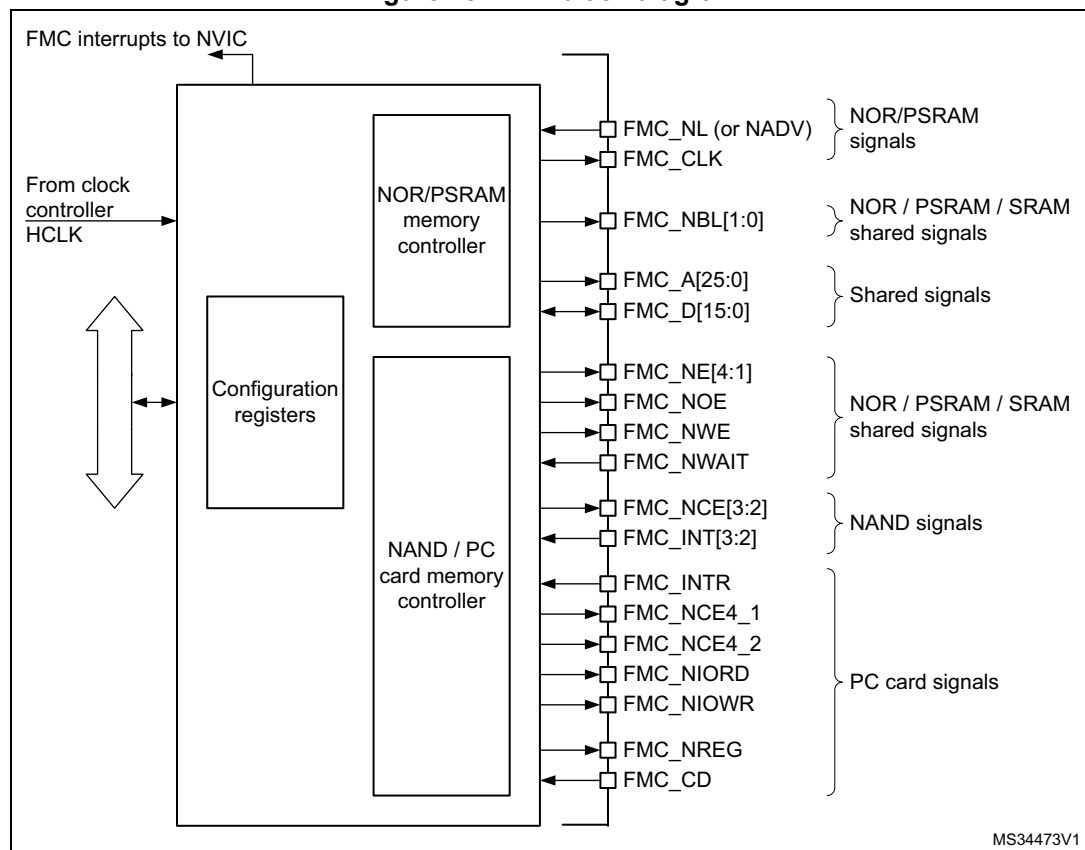 FMC interrupts to NVIC
From clock
controller
HCLK
NOR/PSRAM
memory
controller
Configuration
registers
NAND / PC
card memory
controller
FMC_NL (or NADV)
FMC_CLK
NOR/PSRAM
signals
FMC_NBL[1:0]
NOR / PSRAM / SRAM
shared signals
FMC_A[25:0]
FMC_D[15:0]
Shared signals
FMC_NE[4:1]
FMC_NOE
FMC_NWE
FMC_NWAIT
NOR / PSRAM / SRAM
shared signals
FMC_NCE[3:2]
FMC_INT[3:2]
NAND signals
FMC_INTR
FMC_NCE4_1
FMC_NCE4_2
FMC_NIORD
FMC_NIOWR
FMC_NREG
FMC_CD
PC card signals
MS34473V1